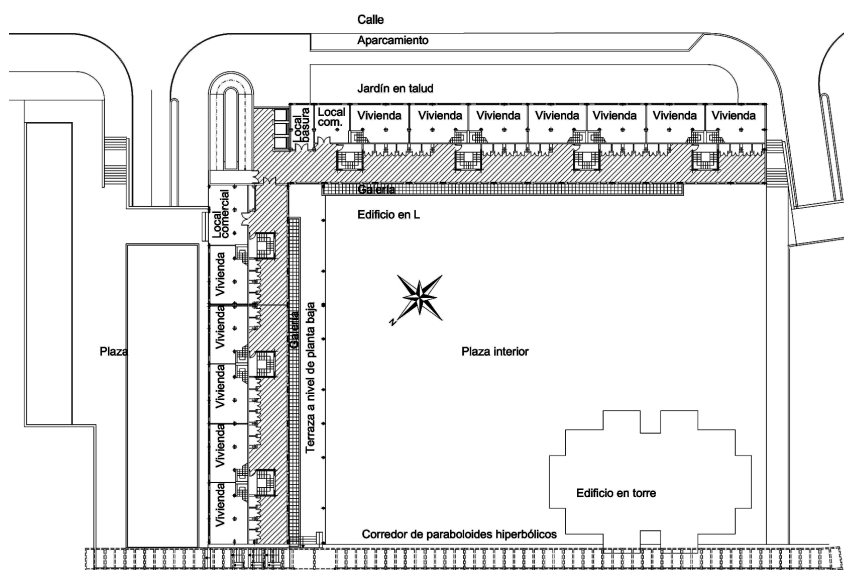 Calle
Aparcamiento
Jardín en talud
Local
basura
Local
com.
Vivienda
Vivienda
Vivienda
Vivienda
Vivienda
Vivienda
Vivienda
Galería
Edificio en L
Local
comercial
Vivienda
Vivienda
Vivienda
Vivienda
Vivienda
Galería
Terraza a nivel de planta baja
N
Plaza
Plaza interior
Edificio en torre
Corredor de paraboloides hiperbólicos